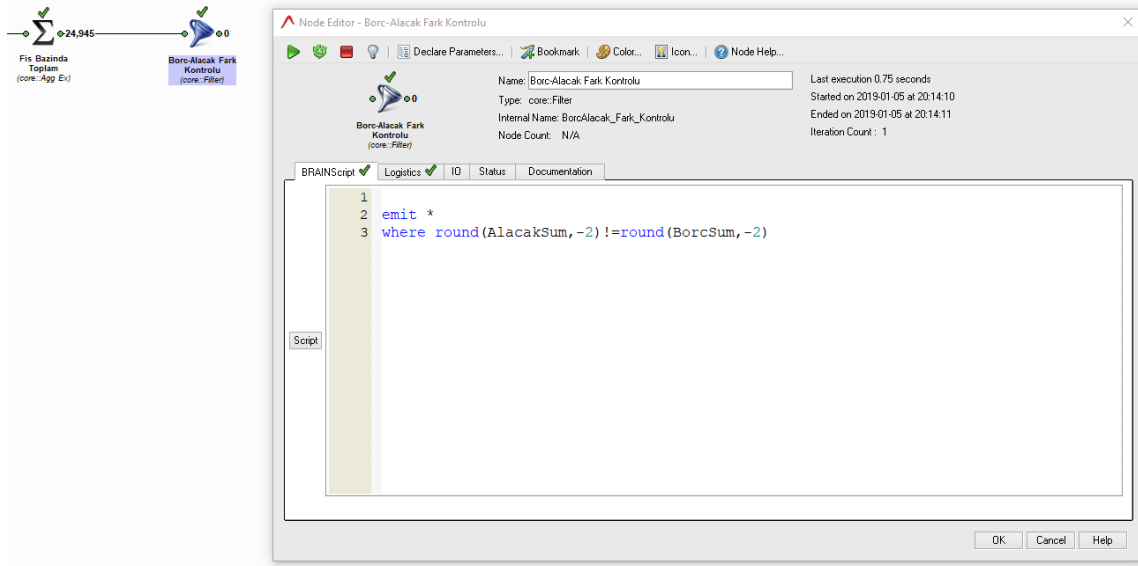 24,945
0
Fis Bazinda
Toplam
(core::Agg Ex)
Borc-Alacak Fark
Kontrolu
(core::Filter)
Node Editor - Borc-Alacak Fark Kontrolu
Declare Parameters... Bookmark Color... Icon... Node Help...
0
Borc-Alacak Fark
Kontrolu
(core::Filter)
Name: Borc-Alacak Fark Kontrolu
Type: core::Filter
Internal Name: BorcAlacak_Fark_Kontrolu
Node Count: N/A
Last execution 0.75 seconds
Started on 2019-01-05 at 20:14:10
Ended on 2019-01-05 at 20:14:11
Iteration Count : 1
BRAINScript Logistics IO Status Documentation
Script
1
2 emit *
3 where round(AlacakSum,-2)!=round(BorcSum,-2)
OK Cancel Help